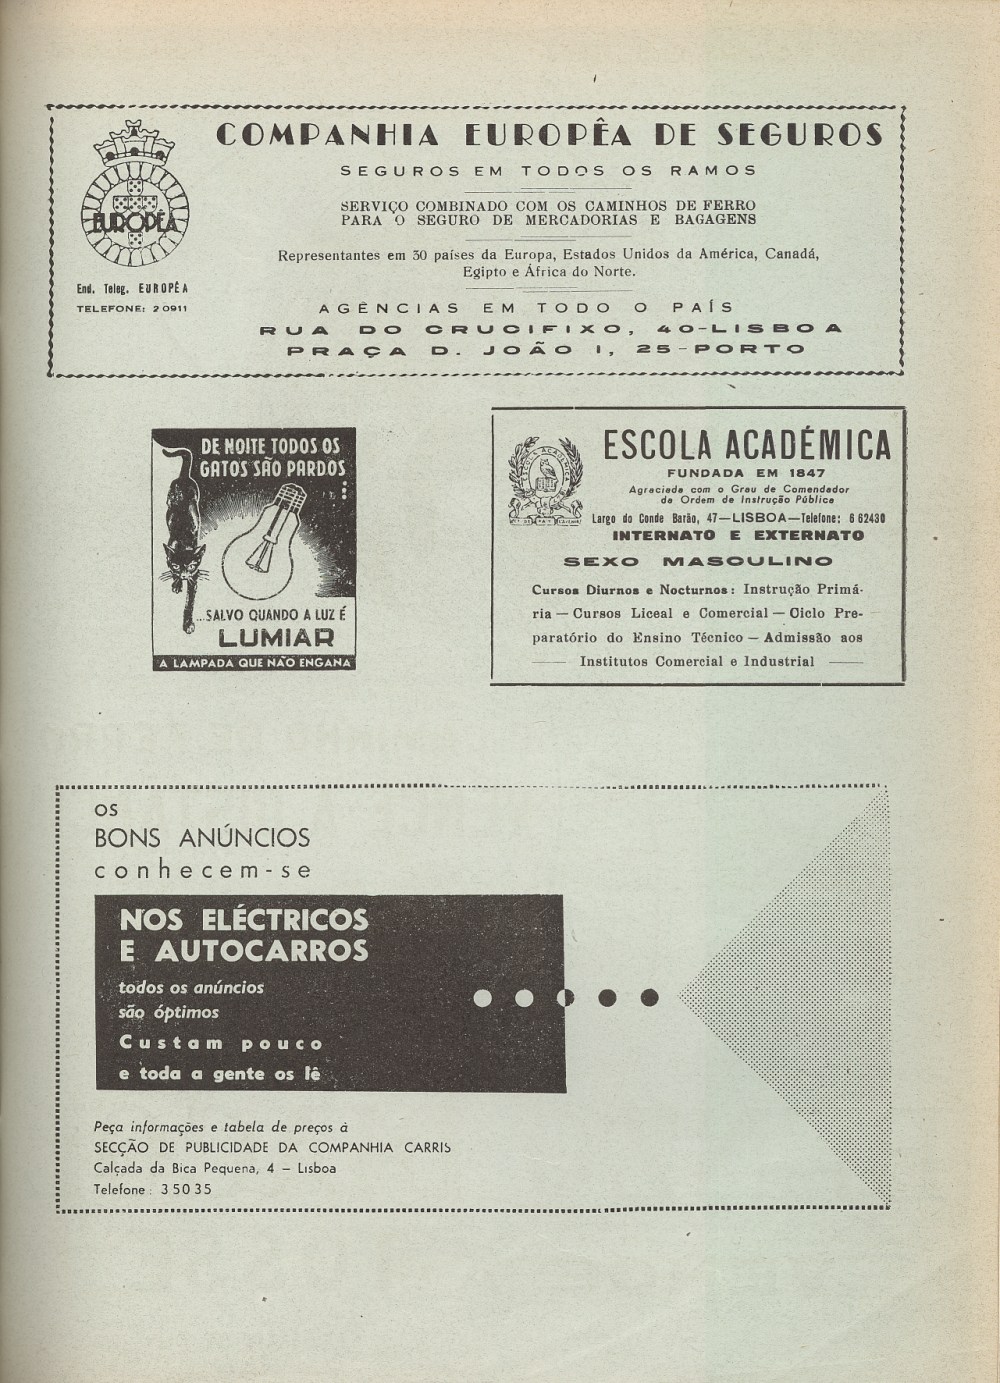 COMPANHIA EUROPÊA DE SEGUROS
SEGUROS EM TODOS OS RAMOS
SERVIÇO COMBINADO COM OS CAMINHOS DE FERRO
PARA O SEGURO DE MERCADORIAS E BAGAGENS
Representantes em 30 países da Europa, Estados Unidos da América, Canadá,
Egipto e África do Norte.
AGÊNCIAS EM TODO O PAÍS
RUA DO CRUCIFIXO, 40-LISBOA
PRAÇA D. JOÃO I, 25-PORTO
EUROPÊA
End. Teleg. EUROPÊA
TELEFONE: 20911
DE NOITE TODOS OS
GATOS SÃO PARDOS
...SALVO QUANDO A LUZ É
LUMIAR
A LAMPADA QUE NÃO ENGANA
ESCOLA ACADÉMICA
ESCOLA ACADÉMICA
FUNDADA EM 1847
Agraciada com o Grau de Comendador
da Ordem de Instrução Pública
Largo do Conde Barão, 47—LISBOA—Telefone: 6 62430
INTERNATO E EXTERNATO
SEXO MASCULINO
Cursos Diurnos e Nocturnos: Instrução Primá-
ria — Cursos Liceal e Comercial — Ciclo Pre-
paratório do Ensino Técnico — Admissão aos
Institutos Comercial e Industrial
OS
BONS ANÚNCIOS
conhecem-se
NOS ELÉCTRICOS
E AUTOCARROS
todos os anúncios
são óptimos
Custam pouco
e toda a gente os lê
Peça informações e tabela de preços à
SECÇÃO DE PUBLICIDADE DA COMPANHIA CARRIS
Calçada da Bica Pequena, 4 — Lisboa
Telefone: 35035